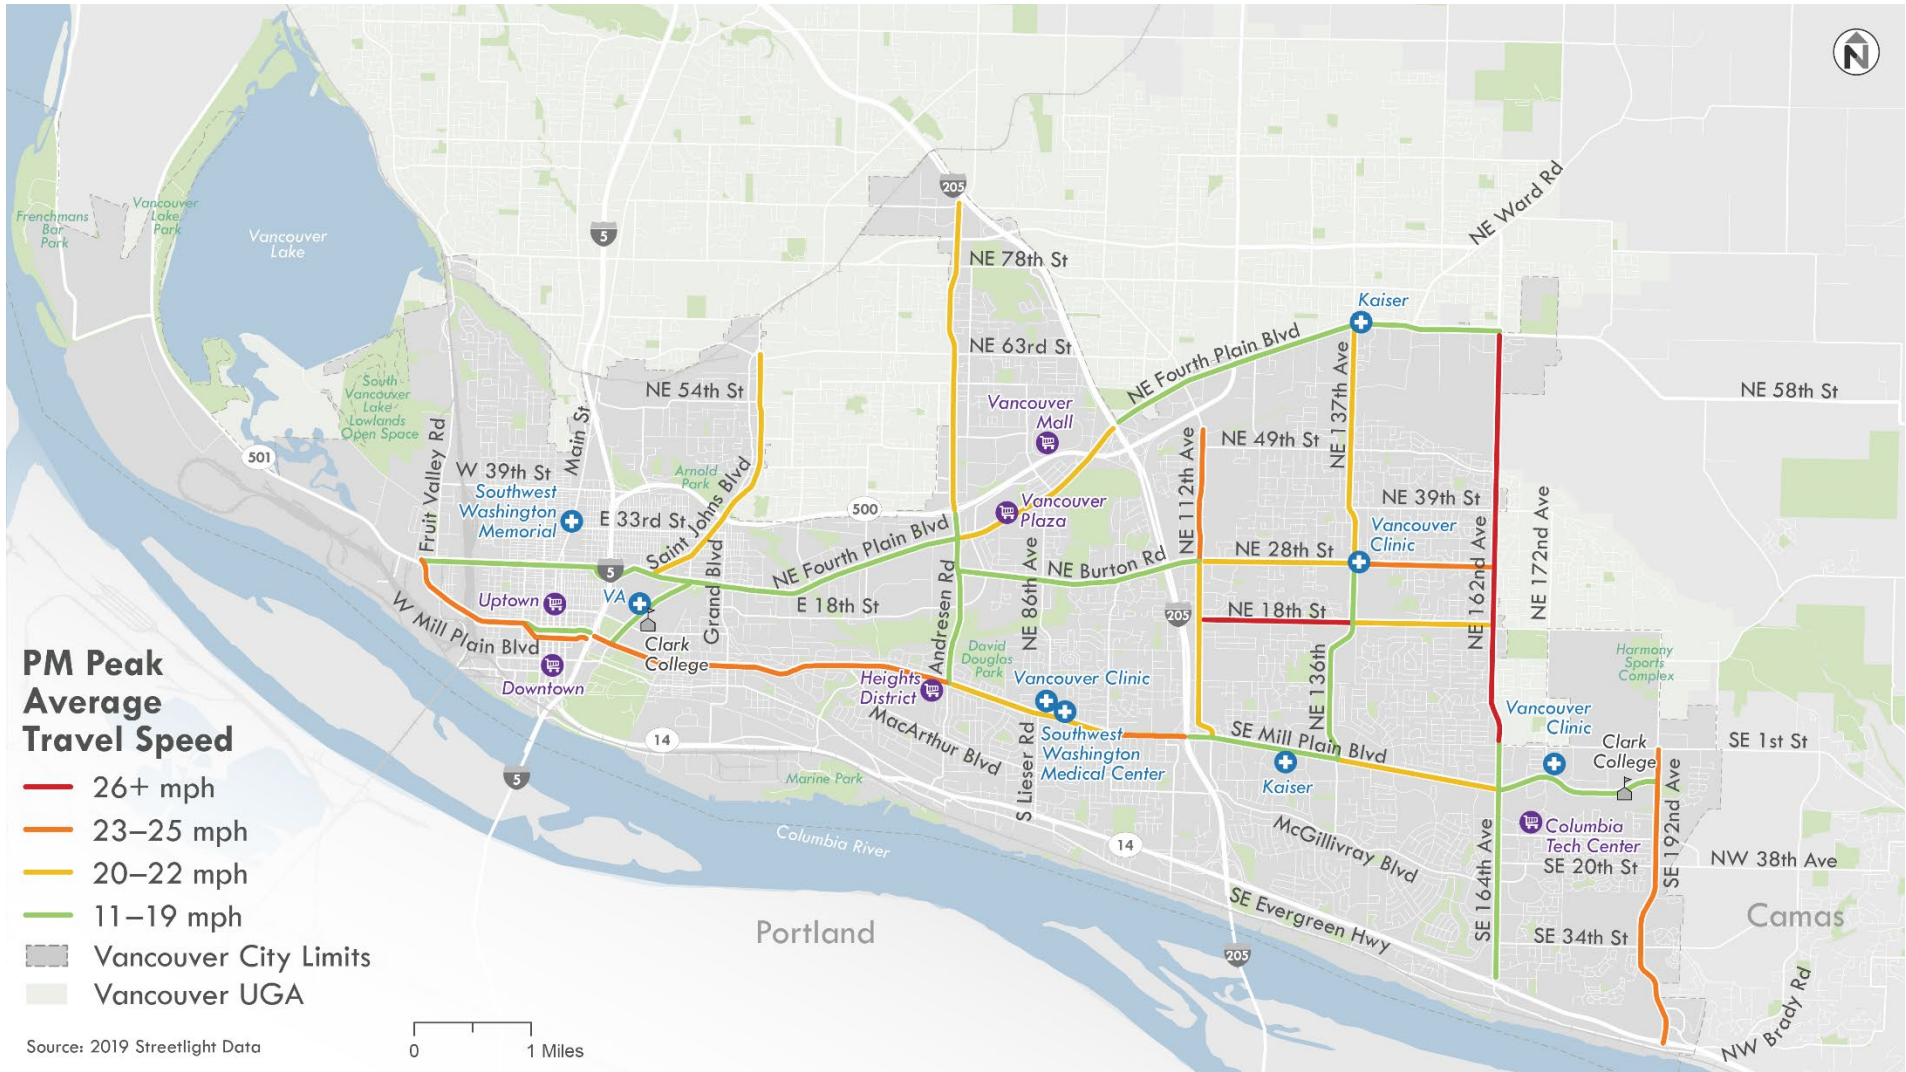 N
205
NE Ward Rd
5
Frenchmans
Bar
Park
Vancouver
Lake
Park
Vancouver
Lake
NE 78th St
Kaiser
NE 63rd St
NE Fourth Plain Blvd
NE 137th Ave
NE 54th St
NE 58th St
South
Vancouver
Lake
Lowlands
Open Space
Vancouver
Mall
Main St
Fruit Valley Rd
501
W 39th St
Arnold
Park
NE 112th Ave
NE 49th St
Southwest
Washington
Memorial
E 33rd St
Saint Johns Blvd
500
Vancouver
Plaza
NE 39th St
NE 172nd Ave
NE 162nd Ave
Vancouver
Clinic
5
Grand Blvd
NE Fourth Plain Blvd
NE 86th Ave
NE Burton Rd
NE 28th St
Uptown
VA
E 18th St
Andresen Rd
205
NE 18th St
W Mill Plain Blvd
Clark
College
Downtown
David
Douglas
Park
NE 136th
Harmony
Sports
Complex
Heights
District
Vancouver Clinic
Vancouver
Clinic
MacArthur Blvd
S Lieser Rd
Southwest
Washington
Medical Center
SE Mill Plain Blvd
Kaiser
Clark
College
SE 1st St
14
5
Marine Park
Columbia River
14
McGillivray Blvd
Columbia
Tech Center
SE 20th St
SE 192nd Ave
NW 38th Ave
SE 164th Ave
SE Evergreen Hwy
SE 34th St
Camas
Portland
205
NW Brady Rd
PM Peak
Average
Travel Speed
26+ mph
23–25 mph
20–22 mph
11–19 mph
Vancouver City Limits
Vancouver UGA
Source: 2019 Streetlight Data
0 1 Miles